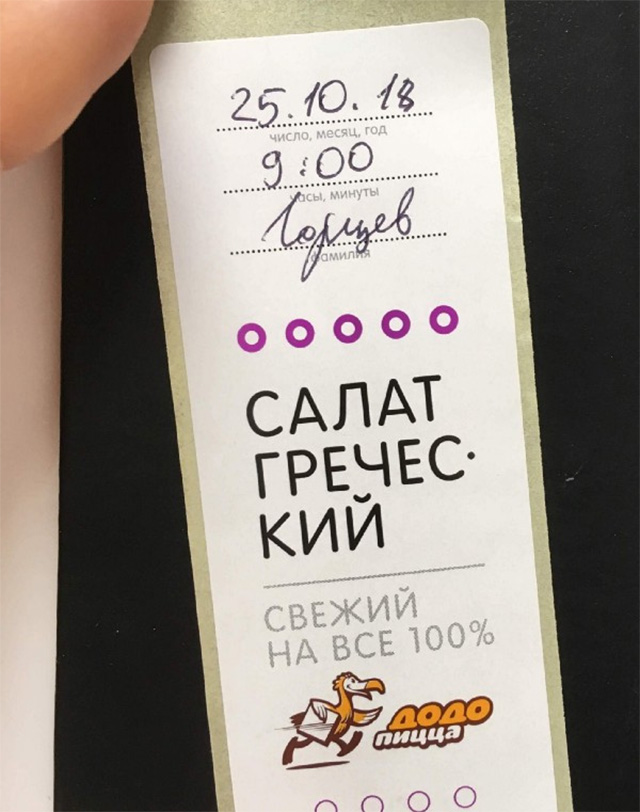 25.10.18
число, месяц, год
9:00
часы, минуты
Горцев
фамилия
САЛАТ
ГРЕЧЕС·
КИЙ
СВЕЖИЙ
НА ВСЕ 100%
ДОДО
пицца